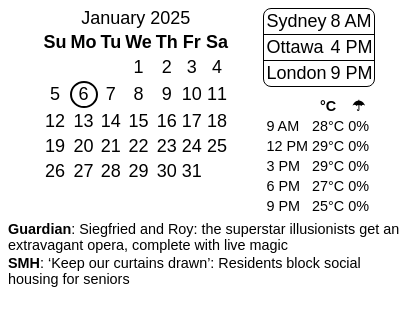 January 2025
Su Mo Tu We Th Fr Sa
1 2 3 4
5 6 7 8 9 10 11
12 13 14 15 16 17 18
19 20 21 22 23 24 25
26 27 28 29 30 31
Sydney 8 AM
Ottawa 4 PM
London 9 PM
°C ☂
9 AM 28°C 0%
12 PM 29°C 0%
3 PM 29°C 0%
6 PM 27°C 0%
9 PM 25°C 0%
Guardian: Siegfried and Roy: the superstar illusionists get an
extravagant opera, complete with live magic
SMH: ‘Keep our curtains drawn’: Residents block social
housing for seniors